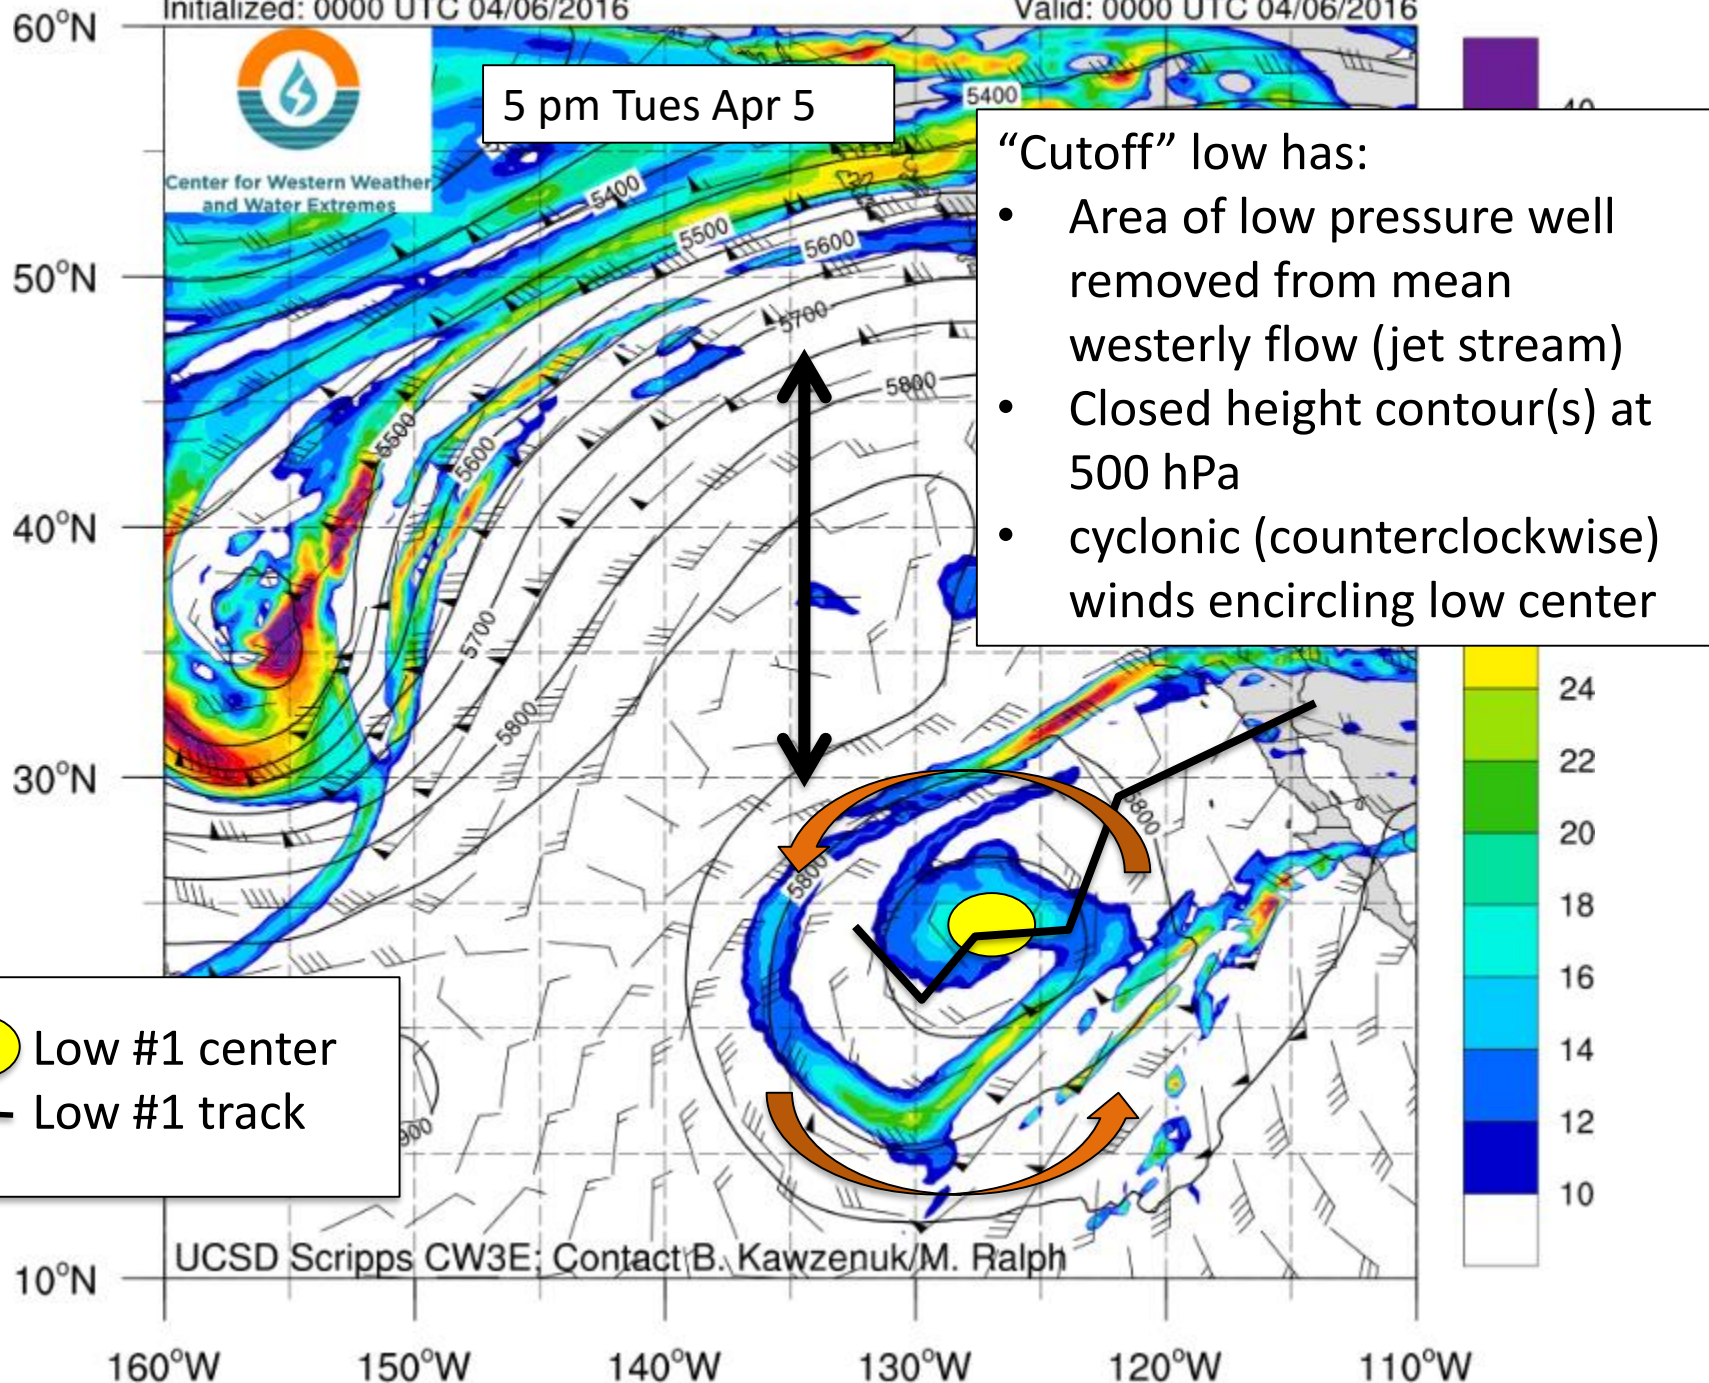 Initialized: 0000 UTC 04/06/2016
Valid: 0000 UTC 04/06/2016
60°N
50°N
40°N
30°N
10°N
Center for Western Weather
and Water Extremes
5 pm Tues Apr 5
“Cutoff” low has:
• Area of low pressure well
removed from mean
westerly flow (jet stream)
• Closed height contour(s) at
500 hPa
• cyclonic (counterclockwise)
winds encircling low center
5400
5400
5500
5600
5700
5800
5500
5600
5700
5800
5800
5800
Low #1 center
Low #1 track
UCSD Scripps CW3E; Contact B. Kawzenuk/M. Ralph
40
24
22
20
18
16
14
12
10
160°W
150°W
140°W
130°W
120°W
110°W